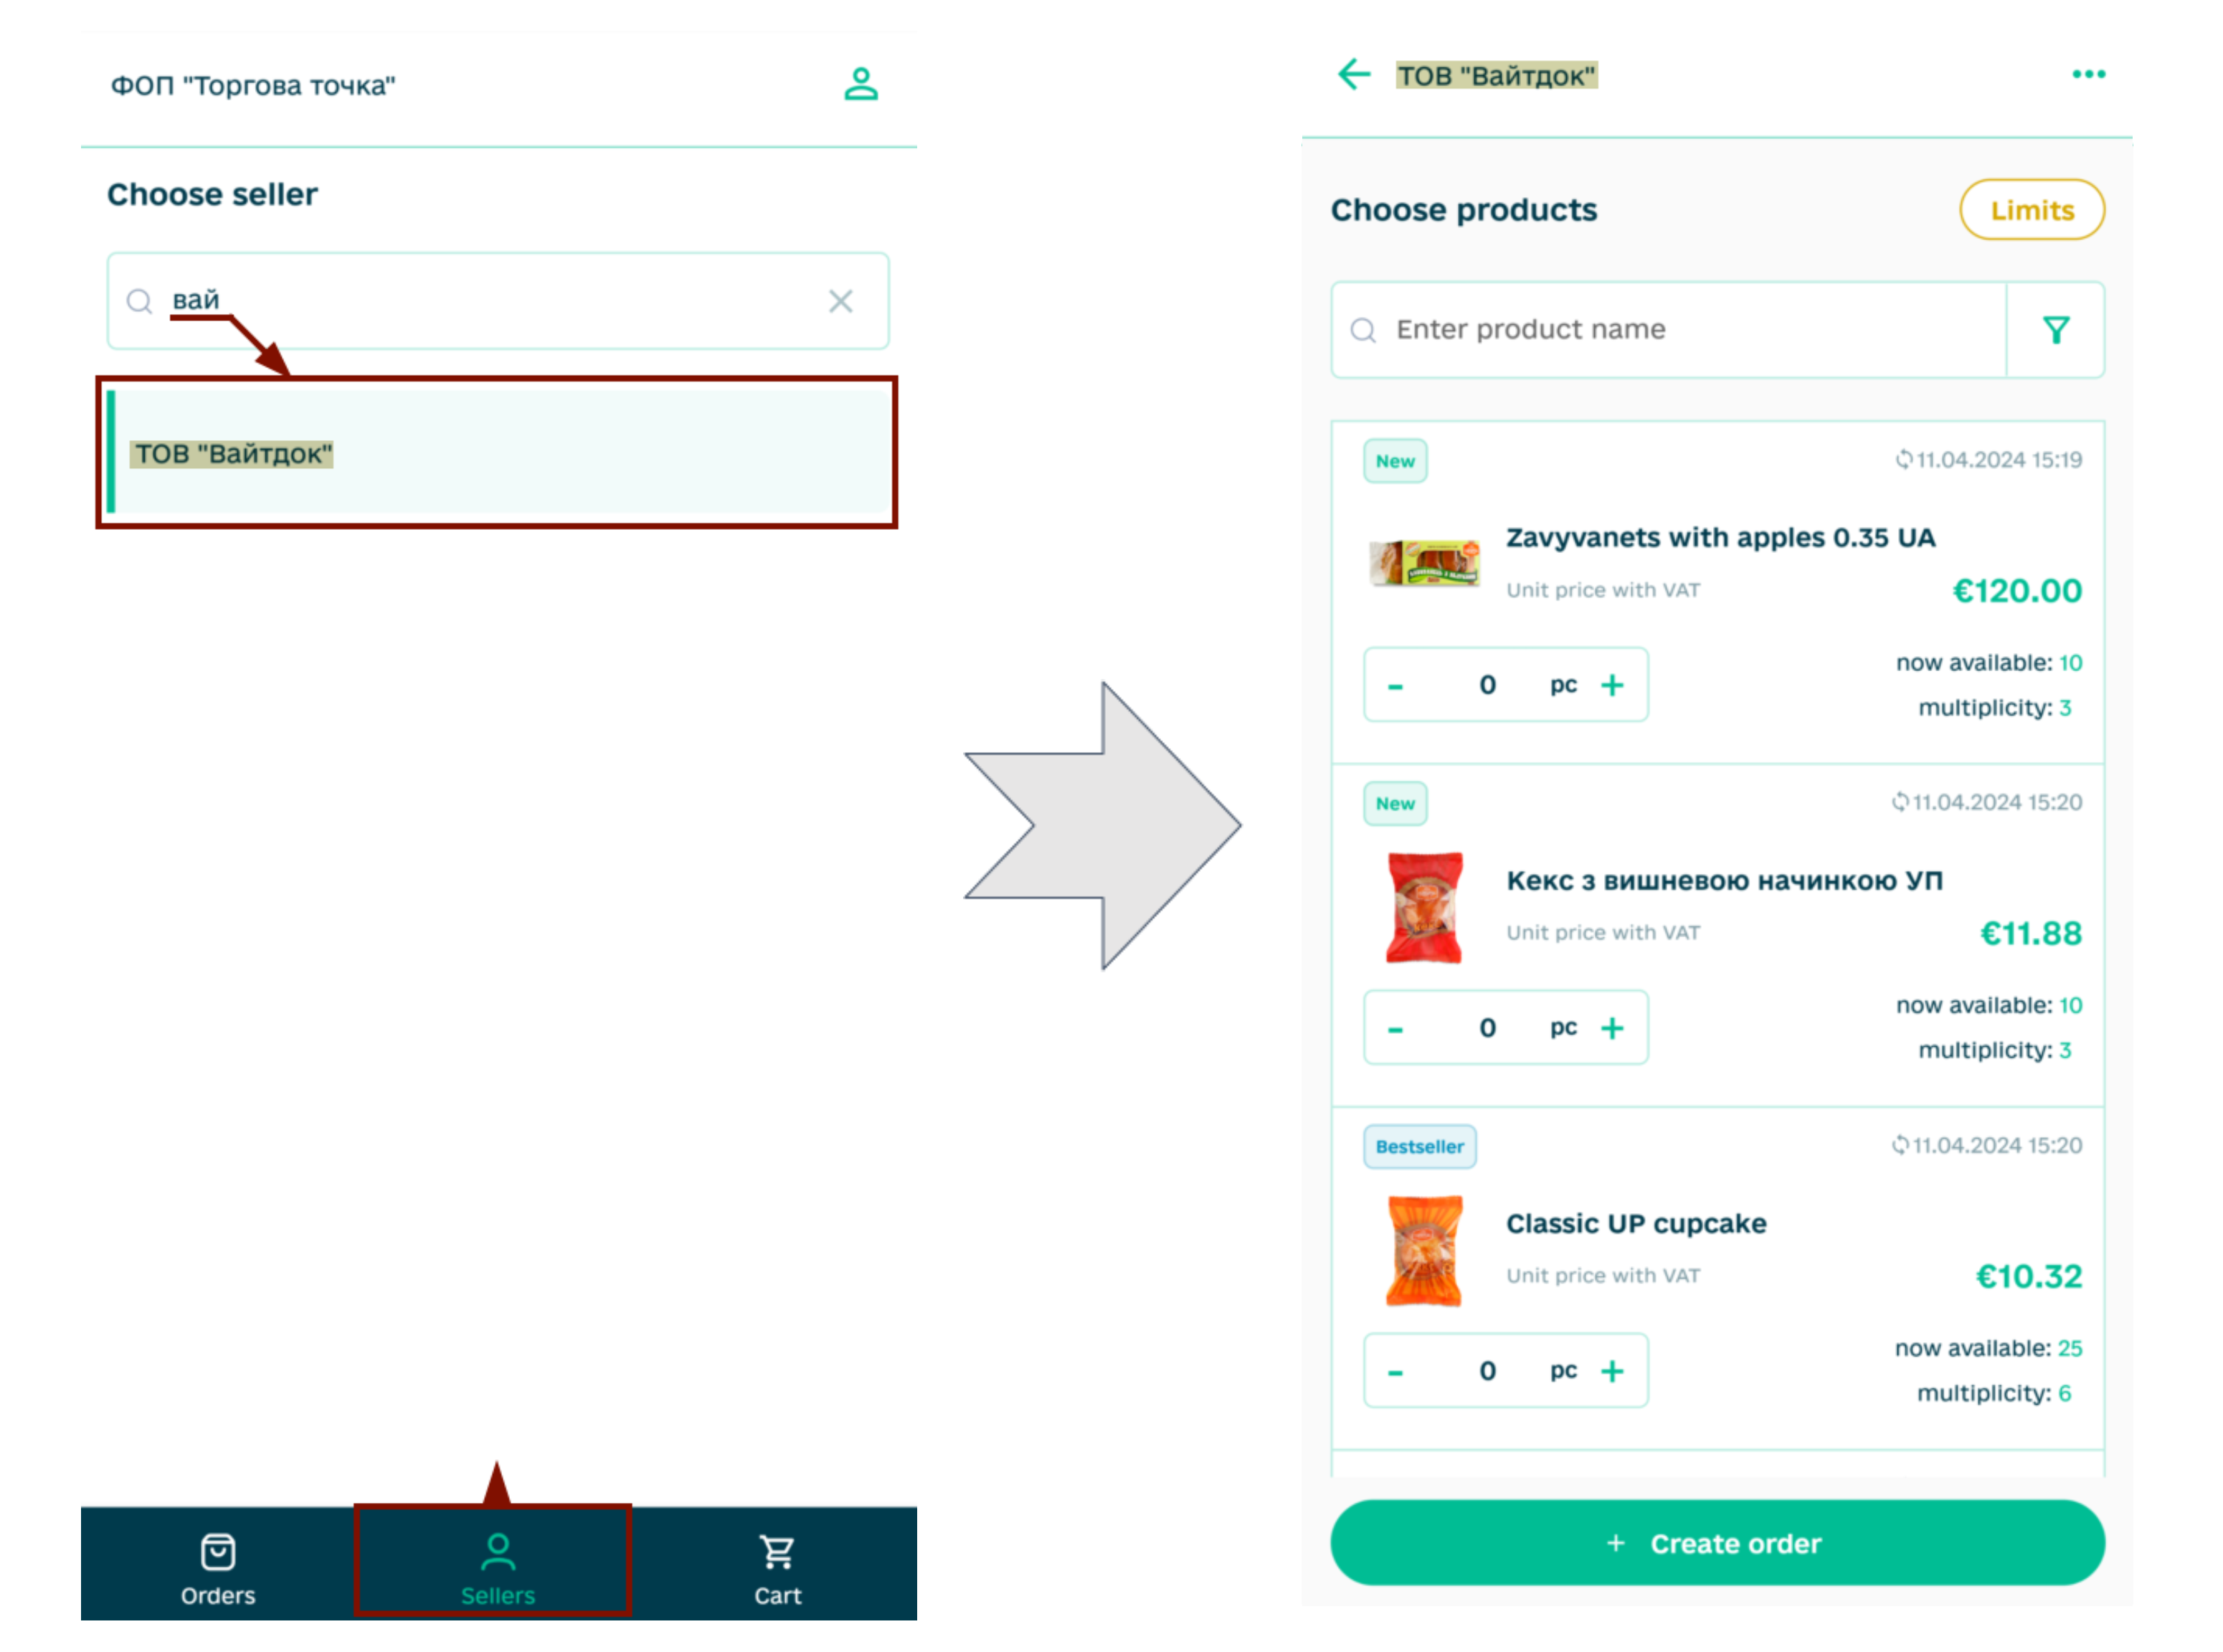 ФОП "Торгова точка"
Choose seller
вай
ТОВ "Вайтдок"
Orders
Sellers
Cart
ТОВ "Вайтдок"
Choose products
Limits
Enter product name
New
11.04.2024 15:19
Zavyvanets with apples 0.35 UA
Unit price with VAT
€120.00
- 0 pc +
now available: 10
multiplicity: 3
New
11.04.2024 15:20
Кекс з вишневою начинкою УП
Unit price with VAT
€11.88
- 0 pc +
now available: 10
multiplicity: 3
Bestseller
11.04.2024 15:20
Classic UP cupcake
Unit price with VAT
€10.32
- 0 pc +
now available: 25
multiplicity: 6
+ Create order